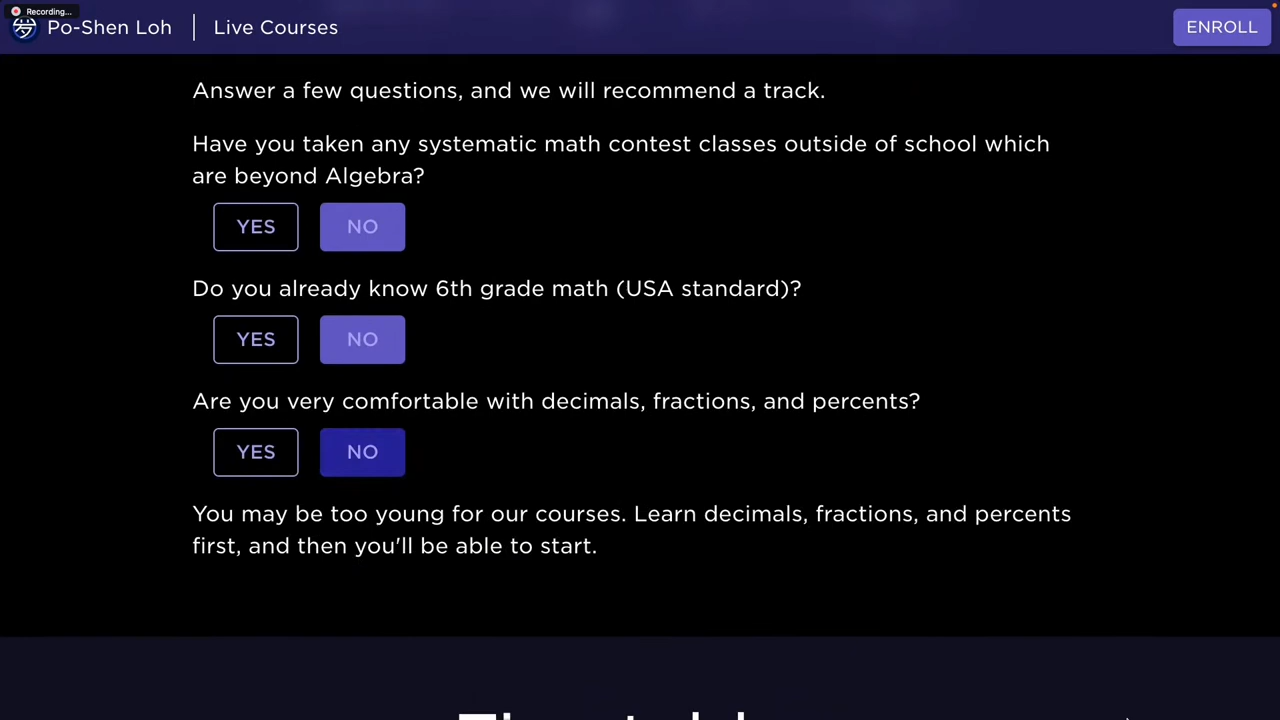 Recording...
Po-Shen Loh
Live Courses
ENROLL
Answer a few questions, and we will recommend a track.
Have you taken any systematic math contest classes outside of school which
are beyond Algebra?
YES NO
Do you already know 6th grade math (USA standard)?
YES NO
Are you very comfortable with decimals, fractions, and percents?
YES NO
You may be too young for our courses. Learn decimals, fractions, and percents
first, and then you'll be able to start.